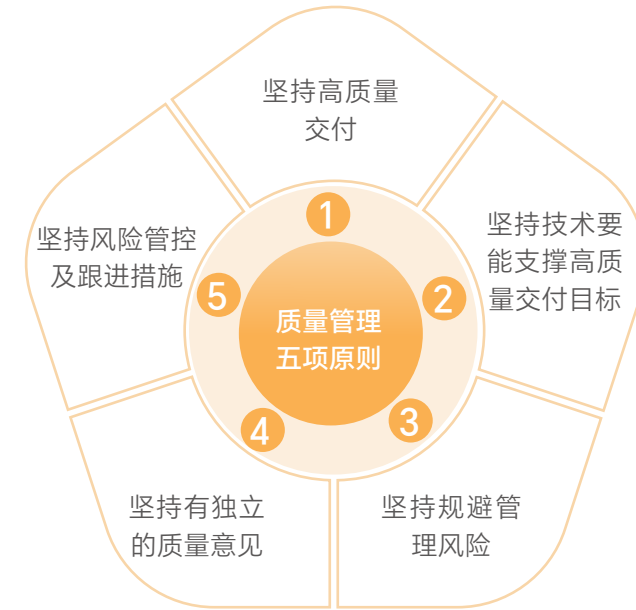 坚持高质量
交付
1
坚持技术要
能支撑高质
量交付目标
2
坚持规避管
理风险
3
坚持有独立
的质量意见
4
坚持风险管控
及跟进措施
5
质量管理
五项原则